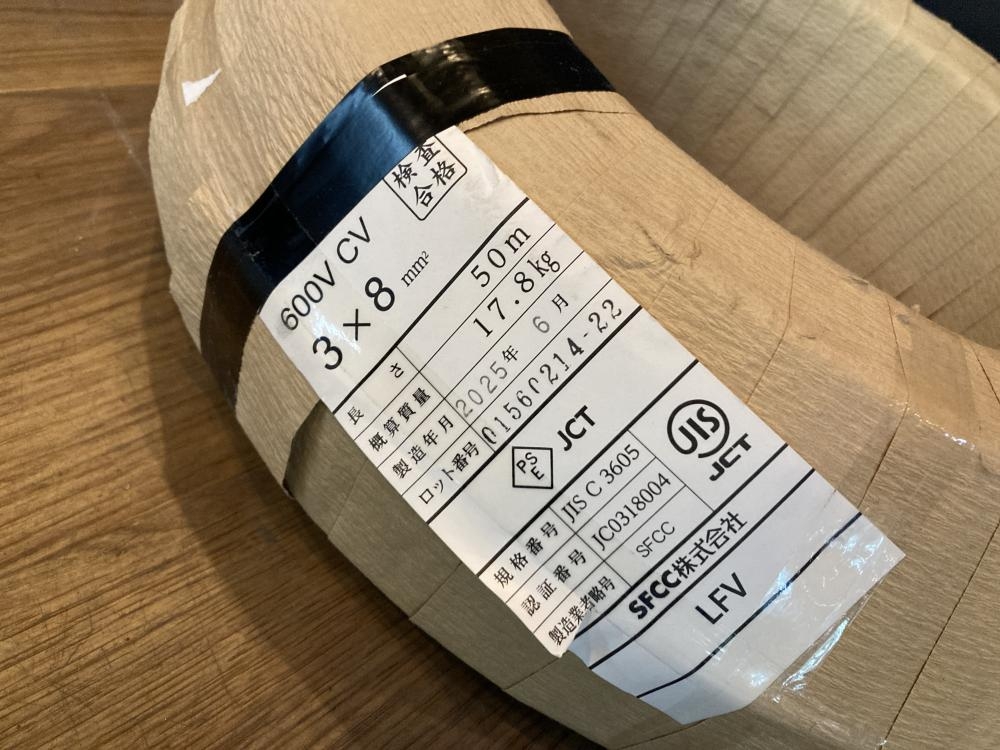 検査
合格
600V CV
3×8 mm²
長さ 50m
概算質量 17.8kg
製造年月 2025年 6月
ロット番号 01560214-22
PSE JCT
JIS JCT
規格番号 JIS C 3605
認証番号 JC0318004
製造業者略号 SFCC
SFCC株式会社
LFV